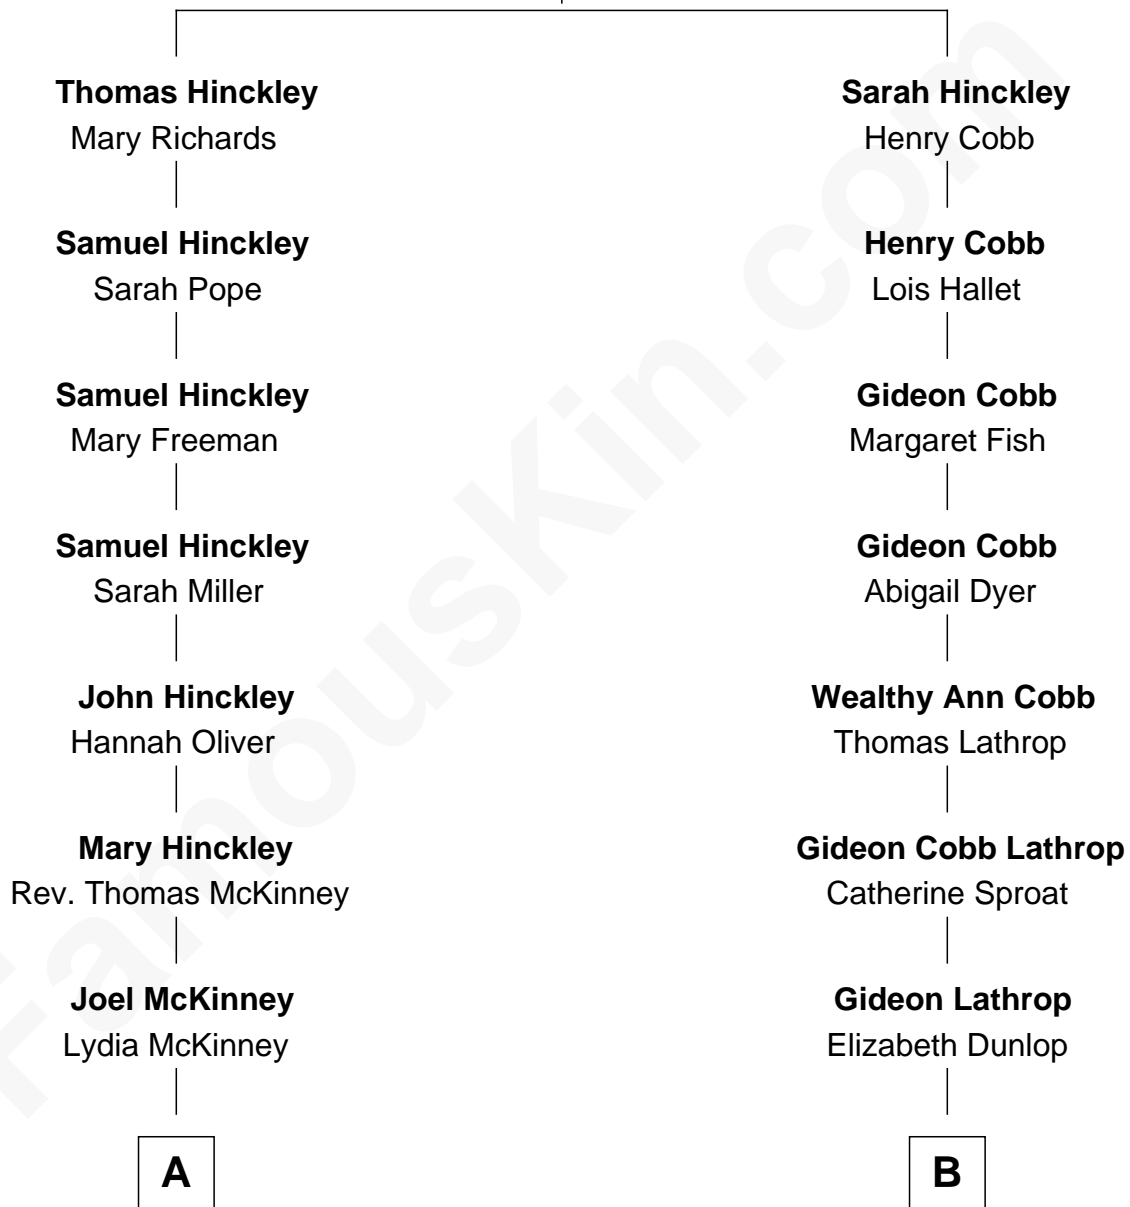 Thomas Hinckley
Mary Richards
Samuel Hinckley
Sarah Pope
Samuel Hinckley
Mary Freeman
Samuel Hinckley
Sarah Miller
John Hinckley
Hannah Oliver
Mary Hinckley
Rev. Thomas McKinney
Joel McKinney
Lydia McKinney
A
Sarah Hinckley
Henry Cobb
Henry Cobb
Lois Hallet
Gideon Cobb
Margaret Fish
Gideon Cobb
Abigail Dyer
Wealthy Ann Cobb
Thomas Lathrop
Gideon Cobb Lathrop
Catherine Sproat
Gideon Lathrop
Elizabeth Dunlop
B
FamousKin.com